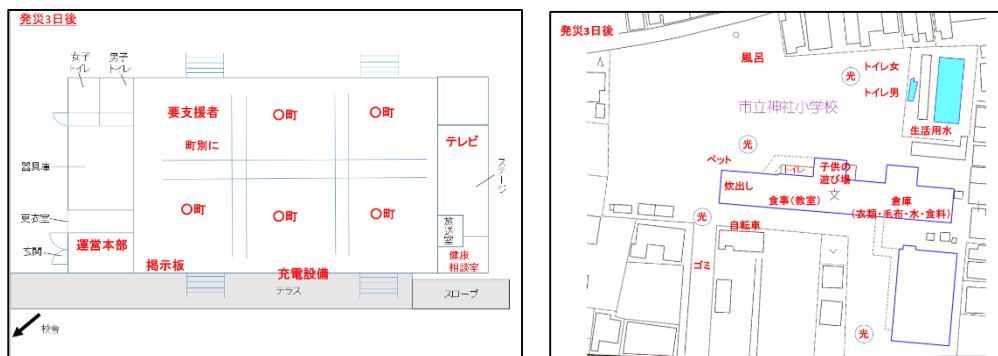 発災3日後
女子
トイレ
男子
トイレ
要支援者
〇町
〇町
町別に
テレビ
ステージ
器具庫
〇町
〇町
〇町
更衣室
放送室
玄関
運営本部
健康
相談室
掲示板
充電設備
テラス
スロープ
校舎
発災3日後
風呂
光
トイレ女
トイレ男
市立神社小学校
生活用水
光
ペット
トイレ
子供の
遊び場
炊出し
食事(教室)
文
倉庫
(衣類・毛布・水・食料)
光
自転車
ゴミ
光